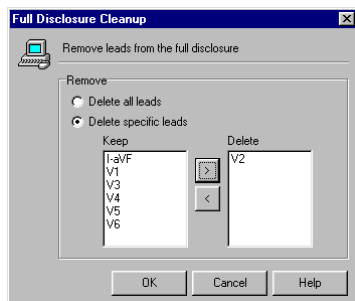 Full Disclosure Cleanup
Remove leads from the full disclosure
Remove
Delete all leads
Delete specific leads
Keep Delete
I-aVF V2
V1
V3
V4
V5
V6
>
<
OK Cancel Help